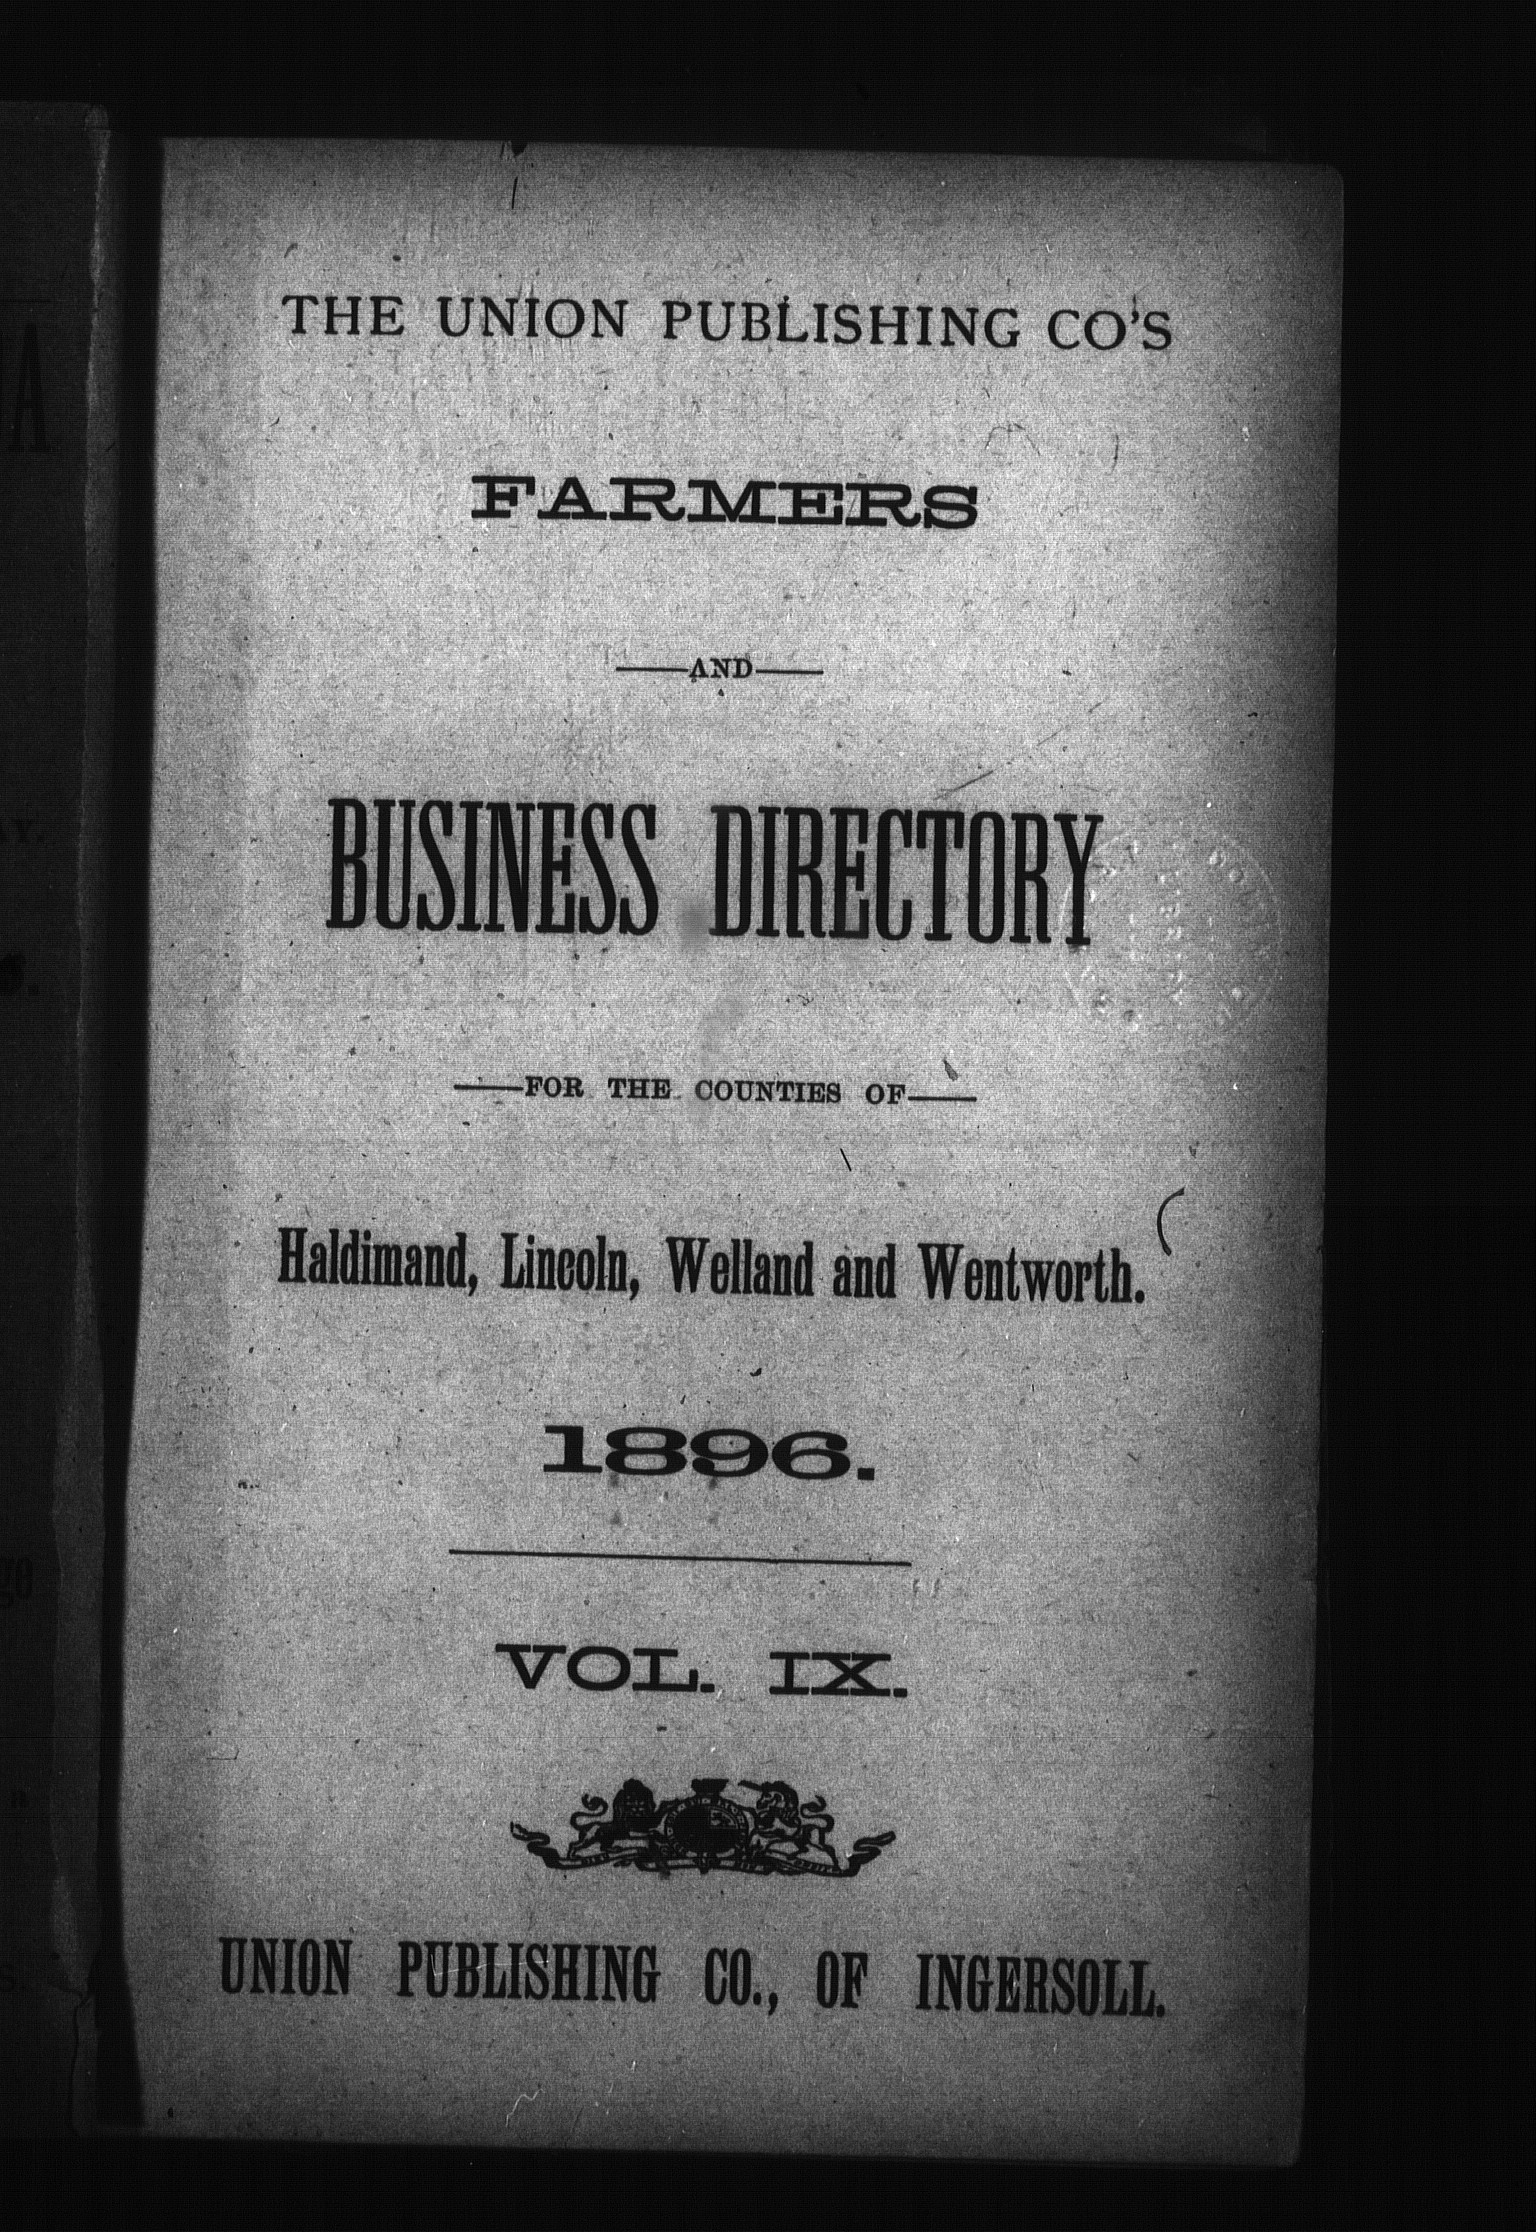 THE UNION PUBLISHING CO'S
FARMERS
AND
BUSINESS DIRECTORY
FOR THE COUNTIES OF
Haldimand, Lincoln, Welland and Wentworth.
1896.
VOL. IX.
UNION PUBLISHING CO., OF INGERSOLL.